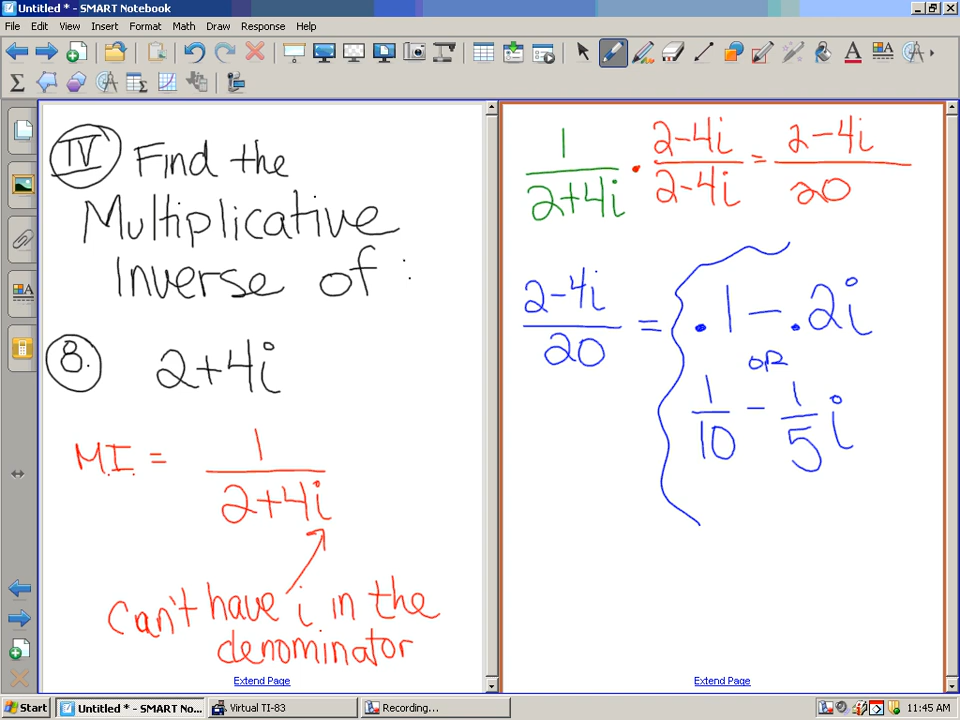 Untitled * - SMART Notebook
File Edit View Insert Format Math Draw Response Help
IV Find the
Multiplicative
Inverse of :
8. 2+4i
M.I. = 1
2+4i
Can't have i in the
denominator
Extend Page
1 · 2-4i = 2-4i
2+4i 2-4i 20
2-4i = .1 - .2i
20
OR
1 - 1 i
10 5
Extend Page
Start Untitled * - SMART No... Virtual TI-83 Recording... 11:45 AM